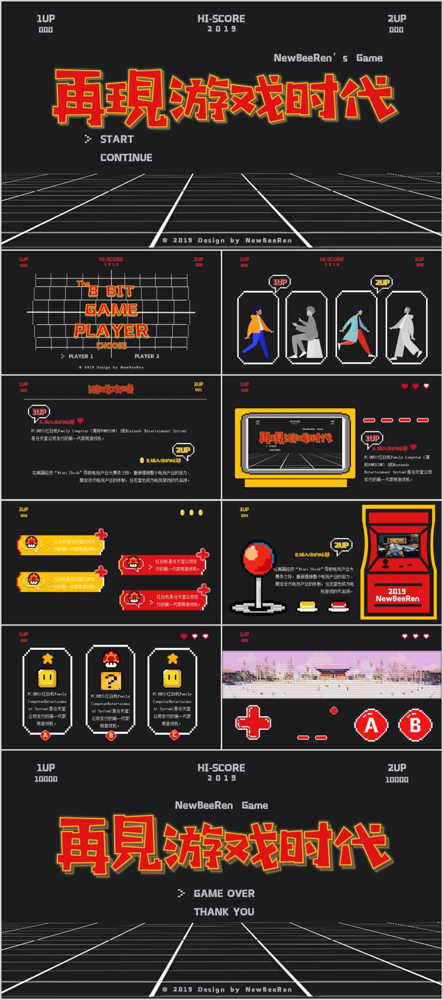 1UP
000
HI-SCORE
2019
2UP
000
NewBeeRen's Game
再現游戏时代
> START
CONTINUE
@ 2019 Design by NewBeeRen
1UP
000
HI-SCORE
2019
2UP
000
The
8 BIT
GAME
PLAYER
CHOOSE
> PLAYER 1
PLAYER 2
@ 2019 Design by NewBeeRen
1UP
000
HI-SCORE
2019
2UP
000
1UP
2UP
1UP
001
游戏攻略
2UP
001
1UP
A.输入你的标题
FC(NES)红白机Family Computer (简称FAMICOM) (或Nintendo Entertainment System)
是任天堂公司发行的第一代家用游戏机。
2UP
B.输入你的标题
在美国经历“Atari Shock”导致电玩产业大萧条之际，重新提振整个电玩产业的活力、
奠定近代电玩产业的体制，任天堂也成为电玩游戏的代名词。
1UP
002
1UP
000
HI-SCORE
2019
2UP
000
NewBeeRen's Game
再現游戏时代
> START
CONTINUE
@ 2019 Design by NewBeeRen
1UP
A.输入你的标题
FC(NES)红白机Family Computer (简
称FAMICOM) (或Nintendo
Entertainment System)是任天堂公司
发行的第一代家用游戏机。
2UP
003
> 红白机是任天堂公司发
行的第一代家用游戏机。
> 红白机是任天堂公司发
行的第一代家用游戏机。
> 红白机是任天堂公司发
行的第一代家用游戏机。
> 红白机是任天堂公司发
行的第一代家用游戏机。
2UP
004
B.输入你的标题
2UP
在美国经历“Atari Shock”导致电玩产业大
萧条之际，重新提振整个电玩产业的活力、
奠定近代电玩产业的体制，任天堂也成为电
玩游戏的代名词。
2019
NewBeeRen
1UP
FC(NES)红白机Family
ComputerEntertainme
nt System)是任天堂
公司发行的第一代家
用游戏机。
A
?
FC(NES)红白机Family
ComputerEntertainme
nt System)是任天堂
公司发行的第一代家
用游戏机。
B
FC(NES)红白机Family
ComputerEntertainme
nt System)是任天堂
公司发行的第一代家
用游戏机。
C
1UP
A
B
1UP
10000
HI-SCORE
2019
2UP
10000
NewBeeRen Game
再見游戏时代
> GAME OVER
THANK YOU
@ 2019 Design by NewBeeRen